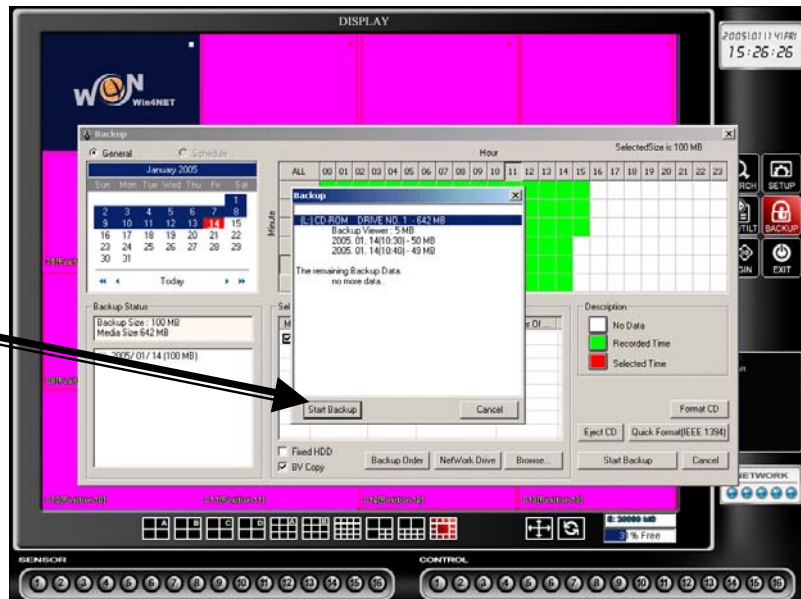 DISPLAY
2005\01\14\FRI
15:26:26
WON
Win4NET
Backup
General
Schedule
January 2005
Sun Mon Tue Wed Thu Fri Sat
1
2 3 4 5 6 7 8
9 10 11 12 13 14 15
16 17 18 19 20 21 22
23 24 25 26 27 28 29
30 31
Today
Hour
SelectedSize is 100 MB
ALL 00 01 02 03 04 05 06 07 08 09 10 11 12 13 14 15 16 17 18 19 20 21 22 23
Minute
Backup
[L:] CD-ROM DRIVE NO. 1 - 642 MB
Backup Viewer : 5 MB
2005. 01. 14(10:30) - 50 MB
2005. 01. 14(10:40) - 49 MB
The remaining Backup Data
no more data..
Start Backup
Cancel
Backup Status
Backup Size : 100 MB
Media Size 642 MB
2005/ 01/ 14 (100 MB)
Sel
M
r Of ...
Description
No Data
Recorded Time
Selected Time
Format CD
Eject CD
Quick Format(IEEE 1394)
Fixed HDD
BV Copy
Backup Order
NetWork Drive
Browse...
Start Backup
Cancel
RCH
SETUP
/TILT
BACKUP
GIN
EXIT
ETWORK
A B C D A B
31% Free
SENSOR
1 2 3 4 5 6 7 8 9 10 11 12 13 14 15 16
CONTROL
1 2 3 4 5 6 7 8 9 10 11 12 13 14 15 16